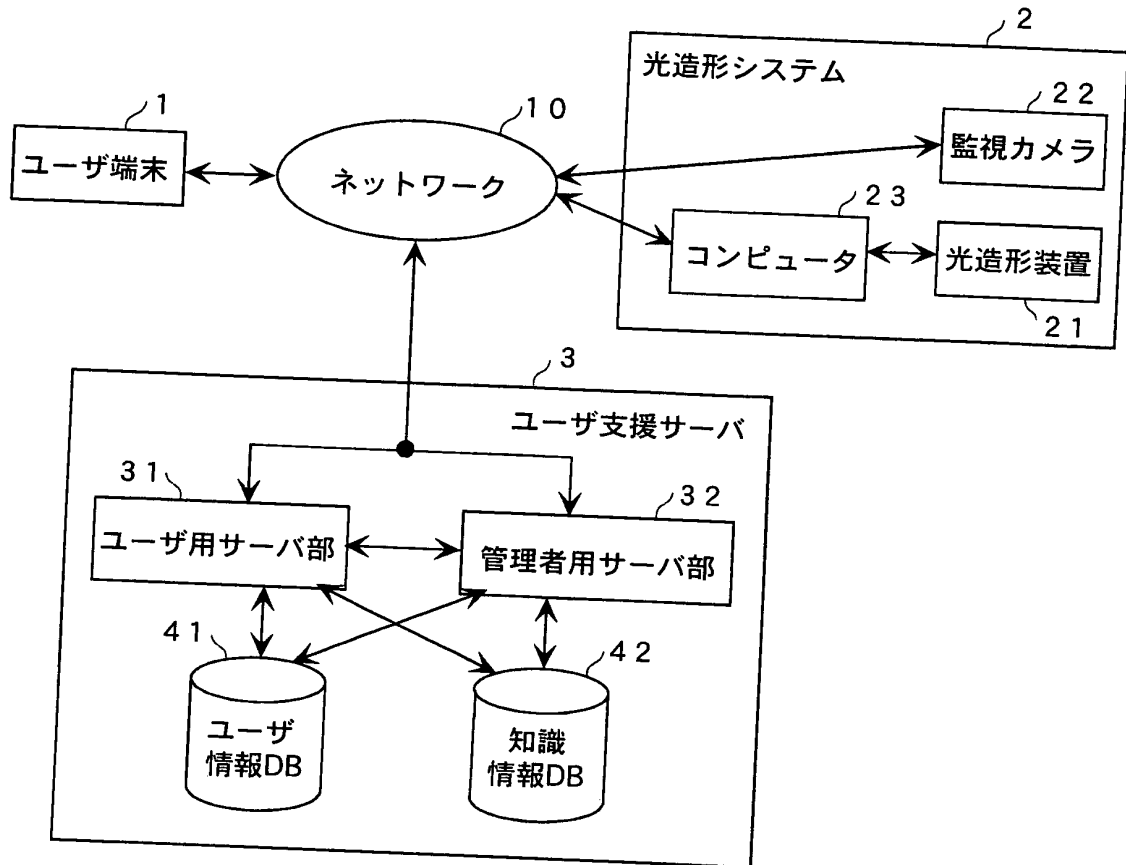 2
光造形システム
1
10
22
ユーザ端末
ネットワーク
監視カメラ
23
コンピュータ
光造形装置
21
3
ユーザ支援サーバ
31
32
ユーザ用サーバ部
管理者用サーバ部
41
42
ユーザ
情報DB
知識
情報DB